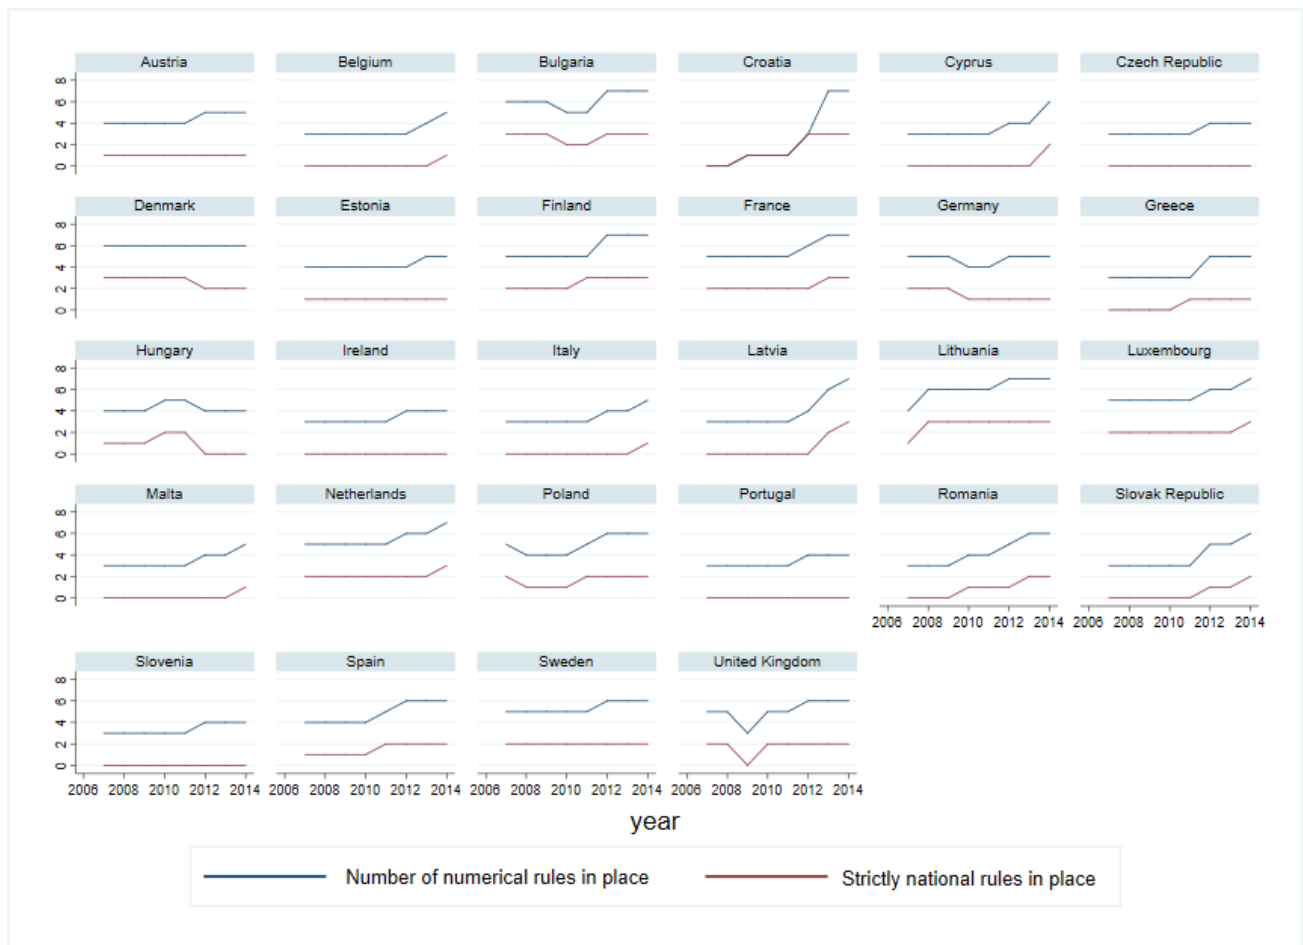 Austria Belgium Bulgaria Croatia Cyprus Czech Republic
8
6
4
2
0
Denmark Estonia Finland France Germany Greece
8
6
4
2
0
Hungary Ireland Italy Latvia Lithuania Luxembourg
8
6
4
2
0
Malta Netherlands Poland Portugal Romania Slovak Republic
8
6
4
2
0
2006 2008 2010 2012 2014 2006 2008 2010 2012 2014
Slovenia Spain Sweden United Kingdom
8
6
4
2
0
2006 2008 2010 2012 2014 2006 2008 2010 2012 2014 2006 2008 2010 2012 2014 2006 2008 2010 2012 2014
year
Number of numerical rules in place Strictly national rules in place